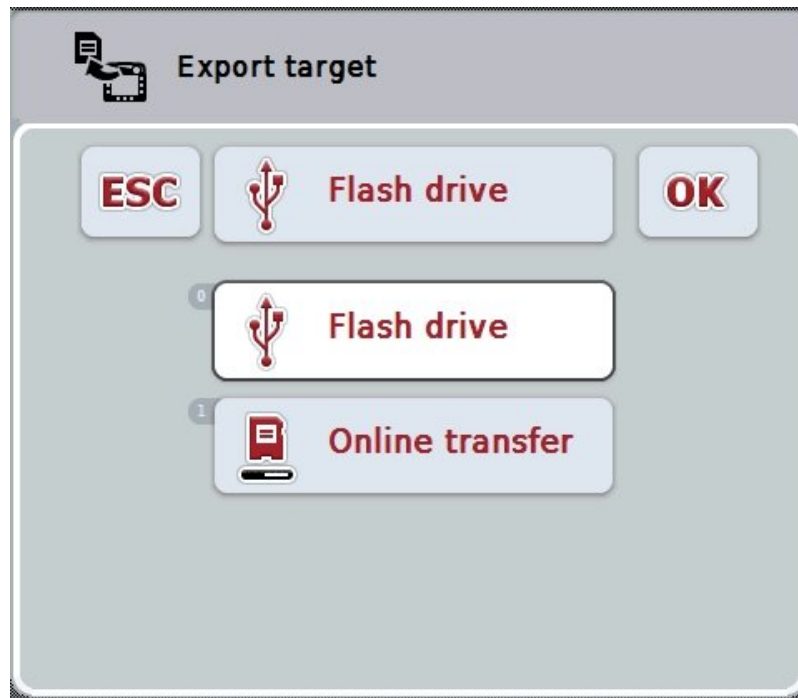 Export target
ESC Flash drive OK
0 Flash drive
1 Online transfer